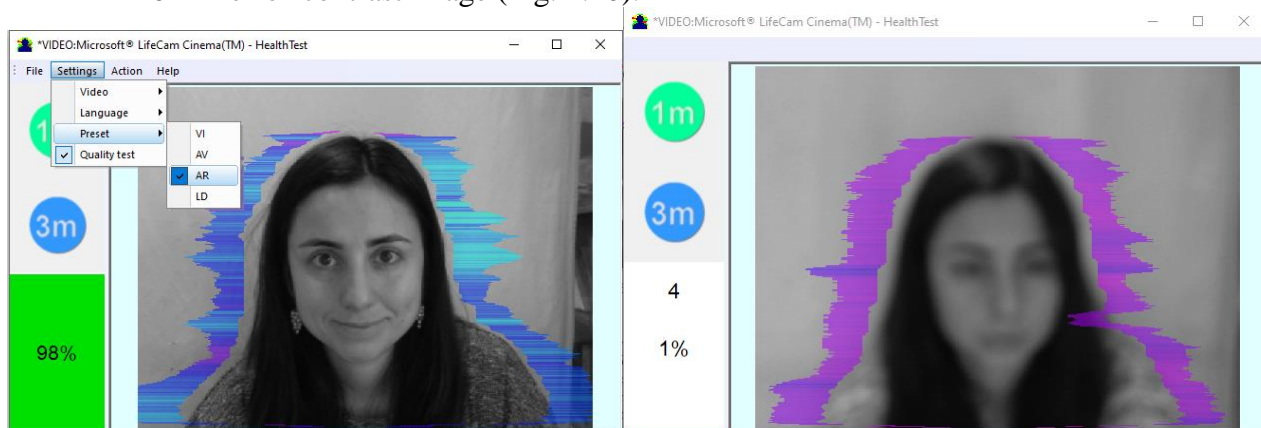 *VIDEO:Microsoft® LifeCam Cinema(TM) - HealthTest
File Settings Action Help
Video
Language
Preset
Quality test
VI
AV
AR
LD
3m
98%
*VIDEO:Microsoft® LifeCam Cinema(TM) - HealthTest
1m
3m
4
1%